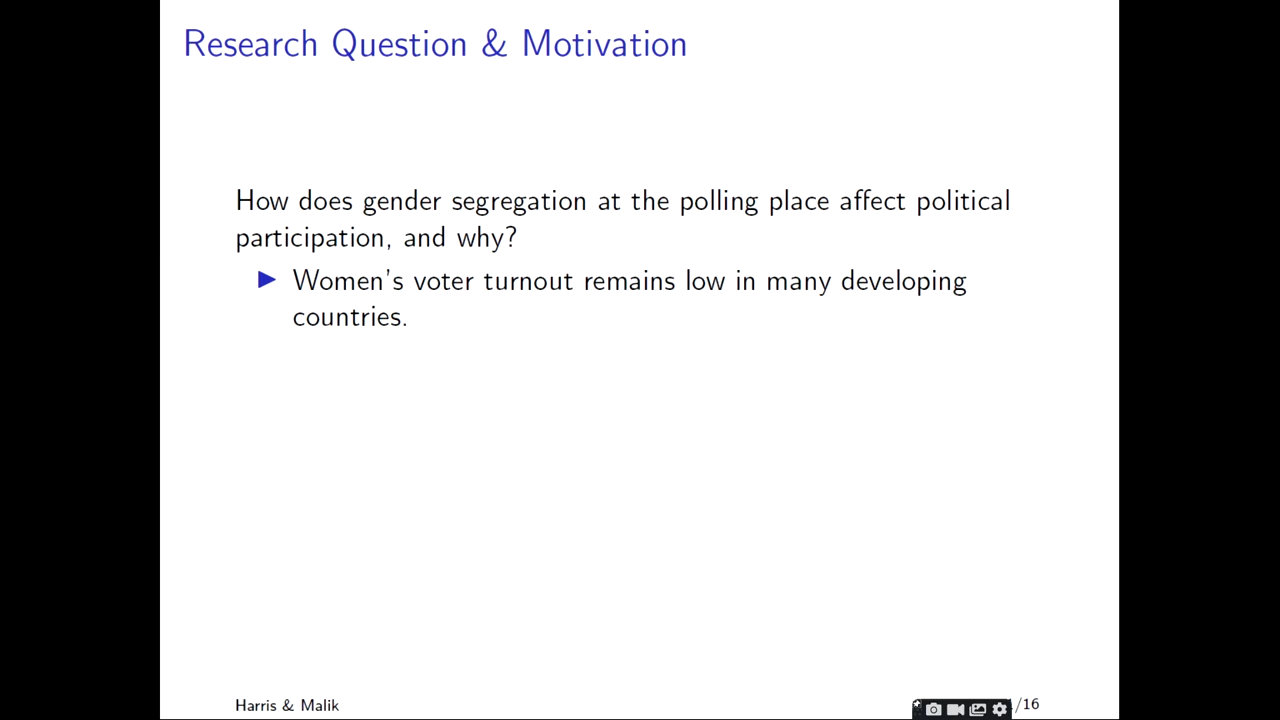 Research Question & Motivation
How does gender segregation at the polling place affect political
participation, and why?
Women's voter turnout remains low in many developing
countries.
Harris & Malik
/16